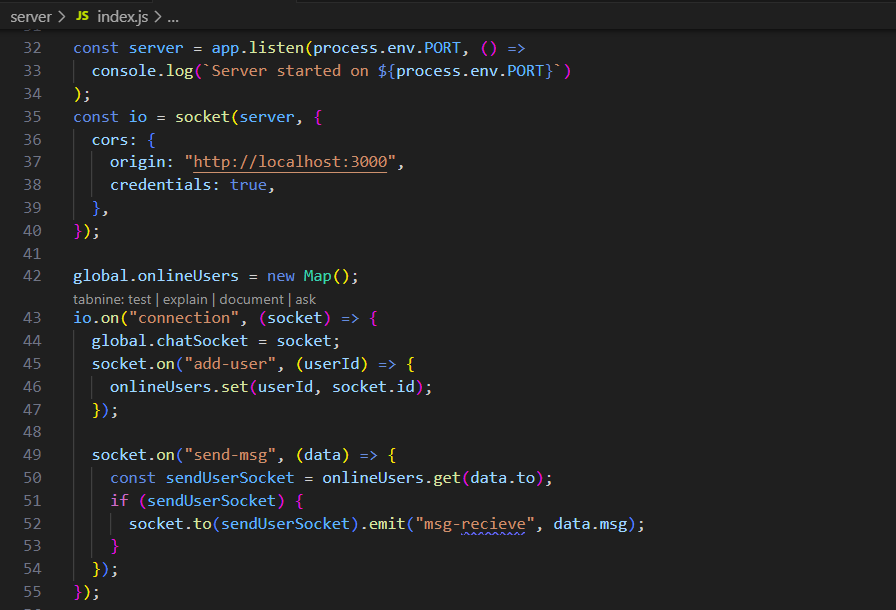 server > JS index.js > ...
32 const server = app.listen(process.env.PORT, () =>
33   console.log(`Server started on ${process.env.PORT}`)
34 );
35 const io = socket(server, {
36   cors: {
37     origin: "http://localhost:3000",
38     credentials: true,
39   },
40 });
41
42 global.onlineUsers = new Map();
tabnine: test | explain | document | ask
43 io.on("connection", (socket) => {
44   global.chatSocket = socket;
45   socket.on("add-user", (userId) => {
46     onlineUsers.set(userId, socket.id);
47   });
48
49   socket.on("send-msg", (data) => {
50     const sendUserSocket = onlineUsers.get(data.to);
51     if (sendUserSocket) {
52       socket.to(sendUserSocket).emit("msg-recieve", data.msg);
53     }
54   });
55 });